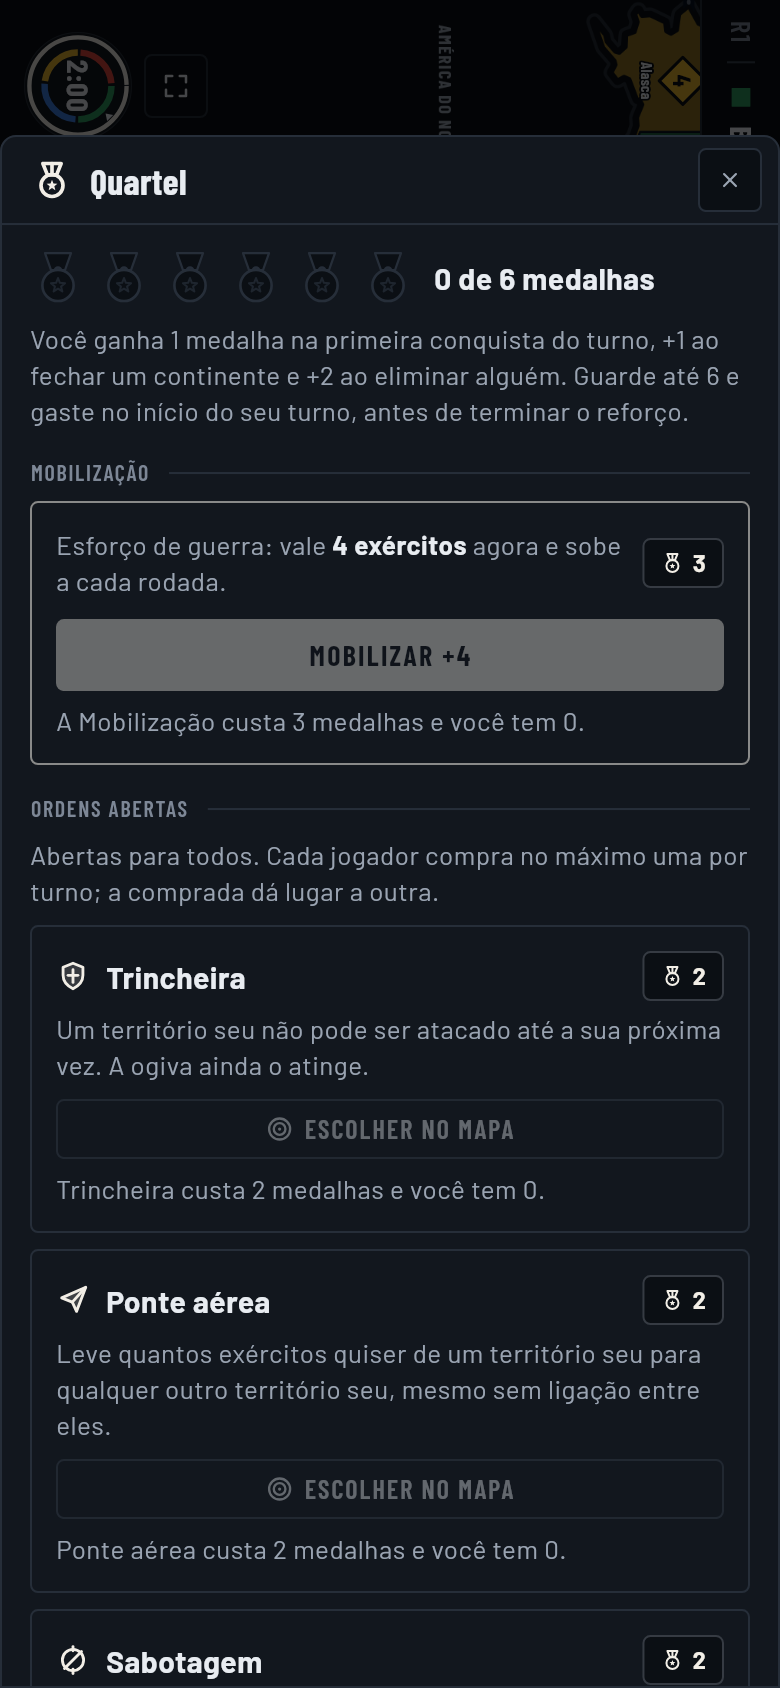 2:00
AMÉRICA DO NO
Alasca
4
R1
Quartel
0 de 6 medalhas
Você ganha 1 medalha na primeira conquista do turno, +1 ao
fechar um continente e +2 ao eliminar alguém. Guarde até 6 e
gaste no início do seu turno, antes de terminar o reforço.
MOBILIZAÇÃO
Esforço de guerra: vale 4 exércitos agora e sobe
a cada rodada.
3
MOBILIZAR +4
A Mobilização custa 3 medalhas e você tem 0.
ORDENS ABERTAS
Abertas para todos. Cada jogador compra no máximo uma por
turno; a comprada dá lugar a outra.
Trincheira
2
Um território seu não pode ser atacado até a sua próxima
vez. A ogiva ainda o atinge.
ESCOLHER NO MAPA
Trincheira custa 2 medalhas e você tem 0.
Ponte aérea
2
Leve quantos exércitos quiser de um território seu para
qualquer outro território seu, mesmo sem ligação entre
eles.
ESCOLHER NO MAPA
Ponte aérea custa 2 medalhas e você tem 0.
Sabotagem
2